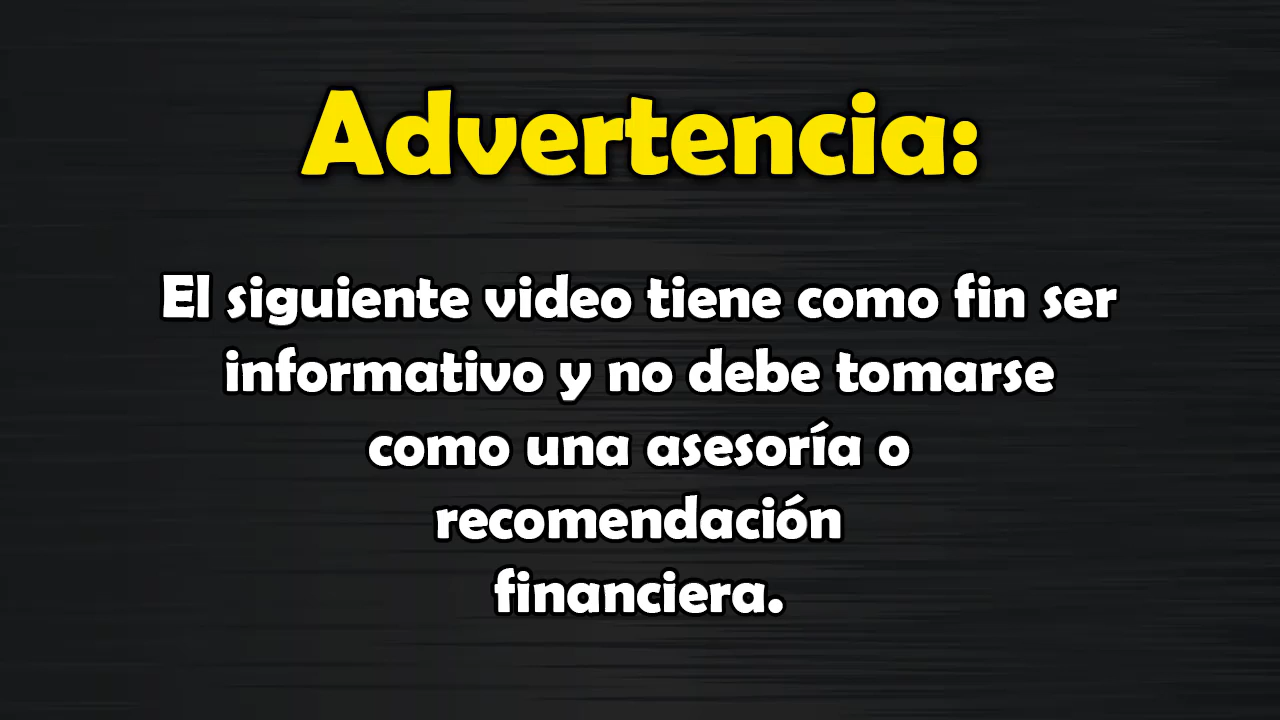 Advertencia:
El siguiente video tiene como fin ser
informativo y no debe tomarse
como una asesoría o
recomendación
financiera.